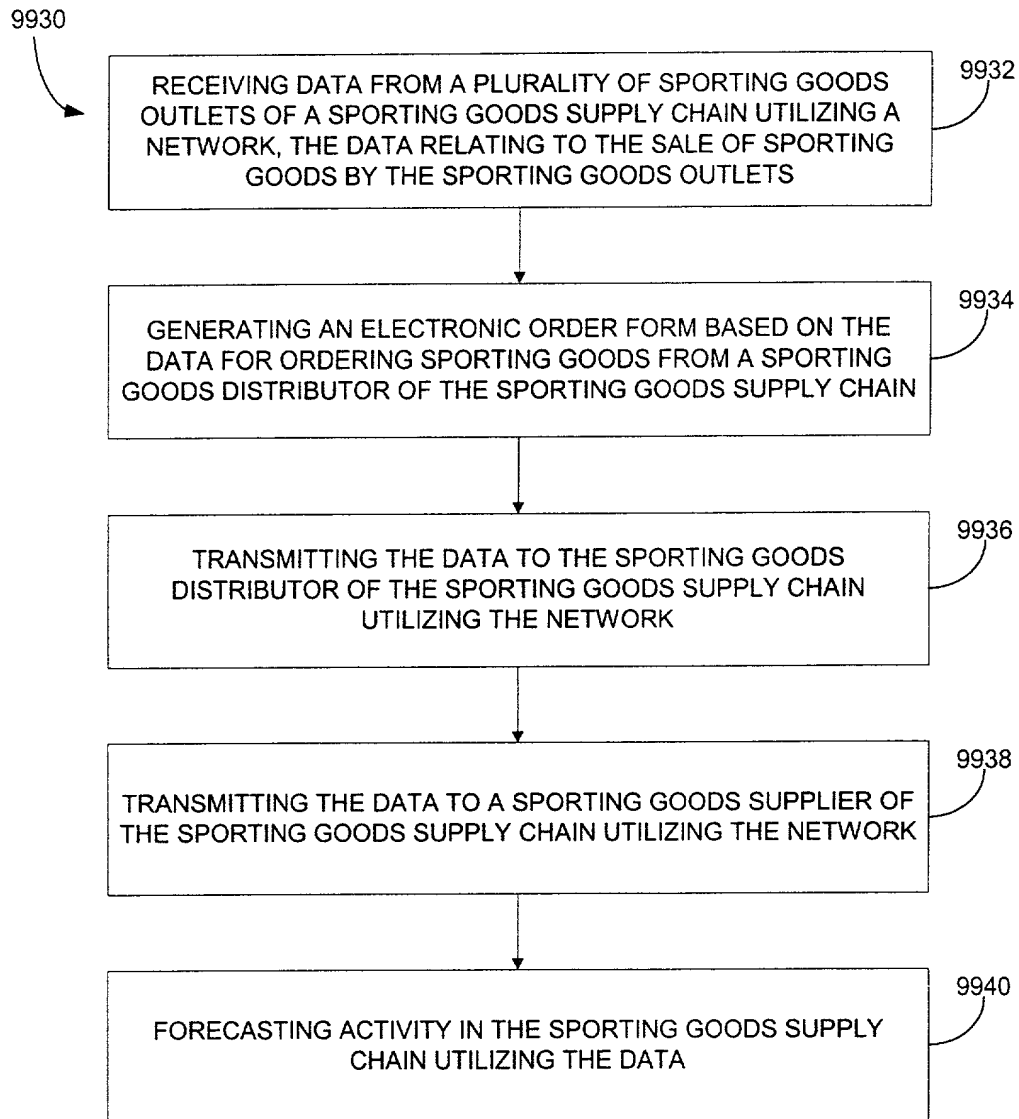 9930
RECEIVING DATA FROM A PLURALITY OF SPORTING GOODS
OUTLETS OF A SPORTING GOODS SUPPLY CHAIN UTILIZING A
NETWORK, THE DATA RELATING TO THE SALE OF SPORTING
GOODS BY THE SPORTING GOODS OUTLETS
9932
GENERATING AN ELECTRONIC ORDER FORM BASED ON THE
DATA FOR ORDERING SPORTING GOODS FROM A SPORTING
GOODS DISTRIBUTOR OF THE SPORTING GOODS SUPPLY CHAIN
9934
TRANSMITTING THE DATA TO THE SPORTING GOODS
DISTRIBUTOR OF THE SPORTING GOODS SUPPLY CHAIN
UTILIZING THE NETWORK
9936
TRANSMITTING THE DATA TO A SPORTING GOODS SUPPLIER OF
THE SPORTING GOODS SUPPLY CHAIN UTILIZING THE NETWORK
9938
FORECASTING ACTIVITY IN THE SPORTING GOODS SUPPLY
CHAIN UTILIZING THE DATA
9940